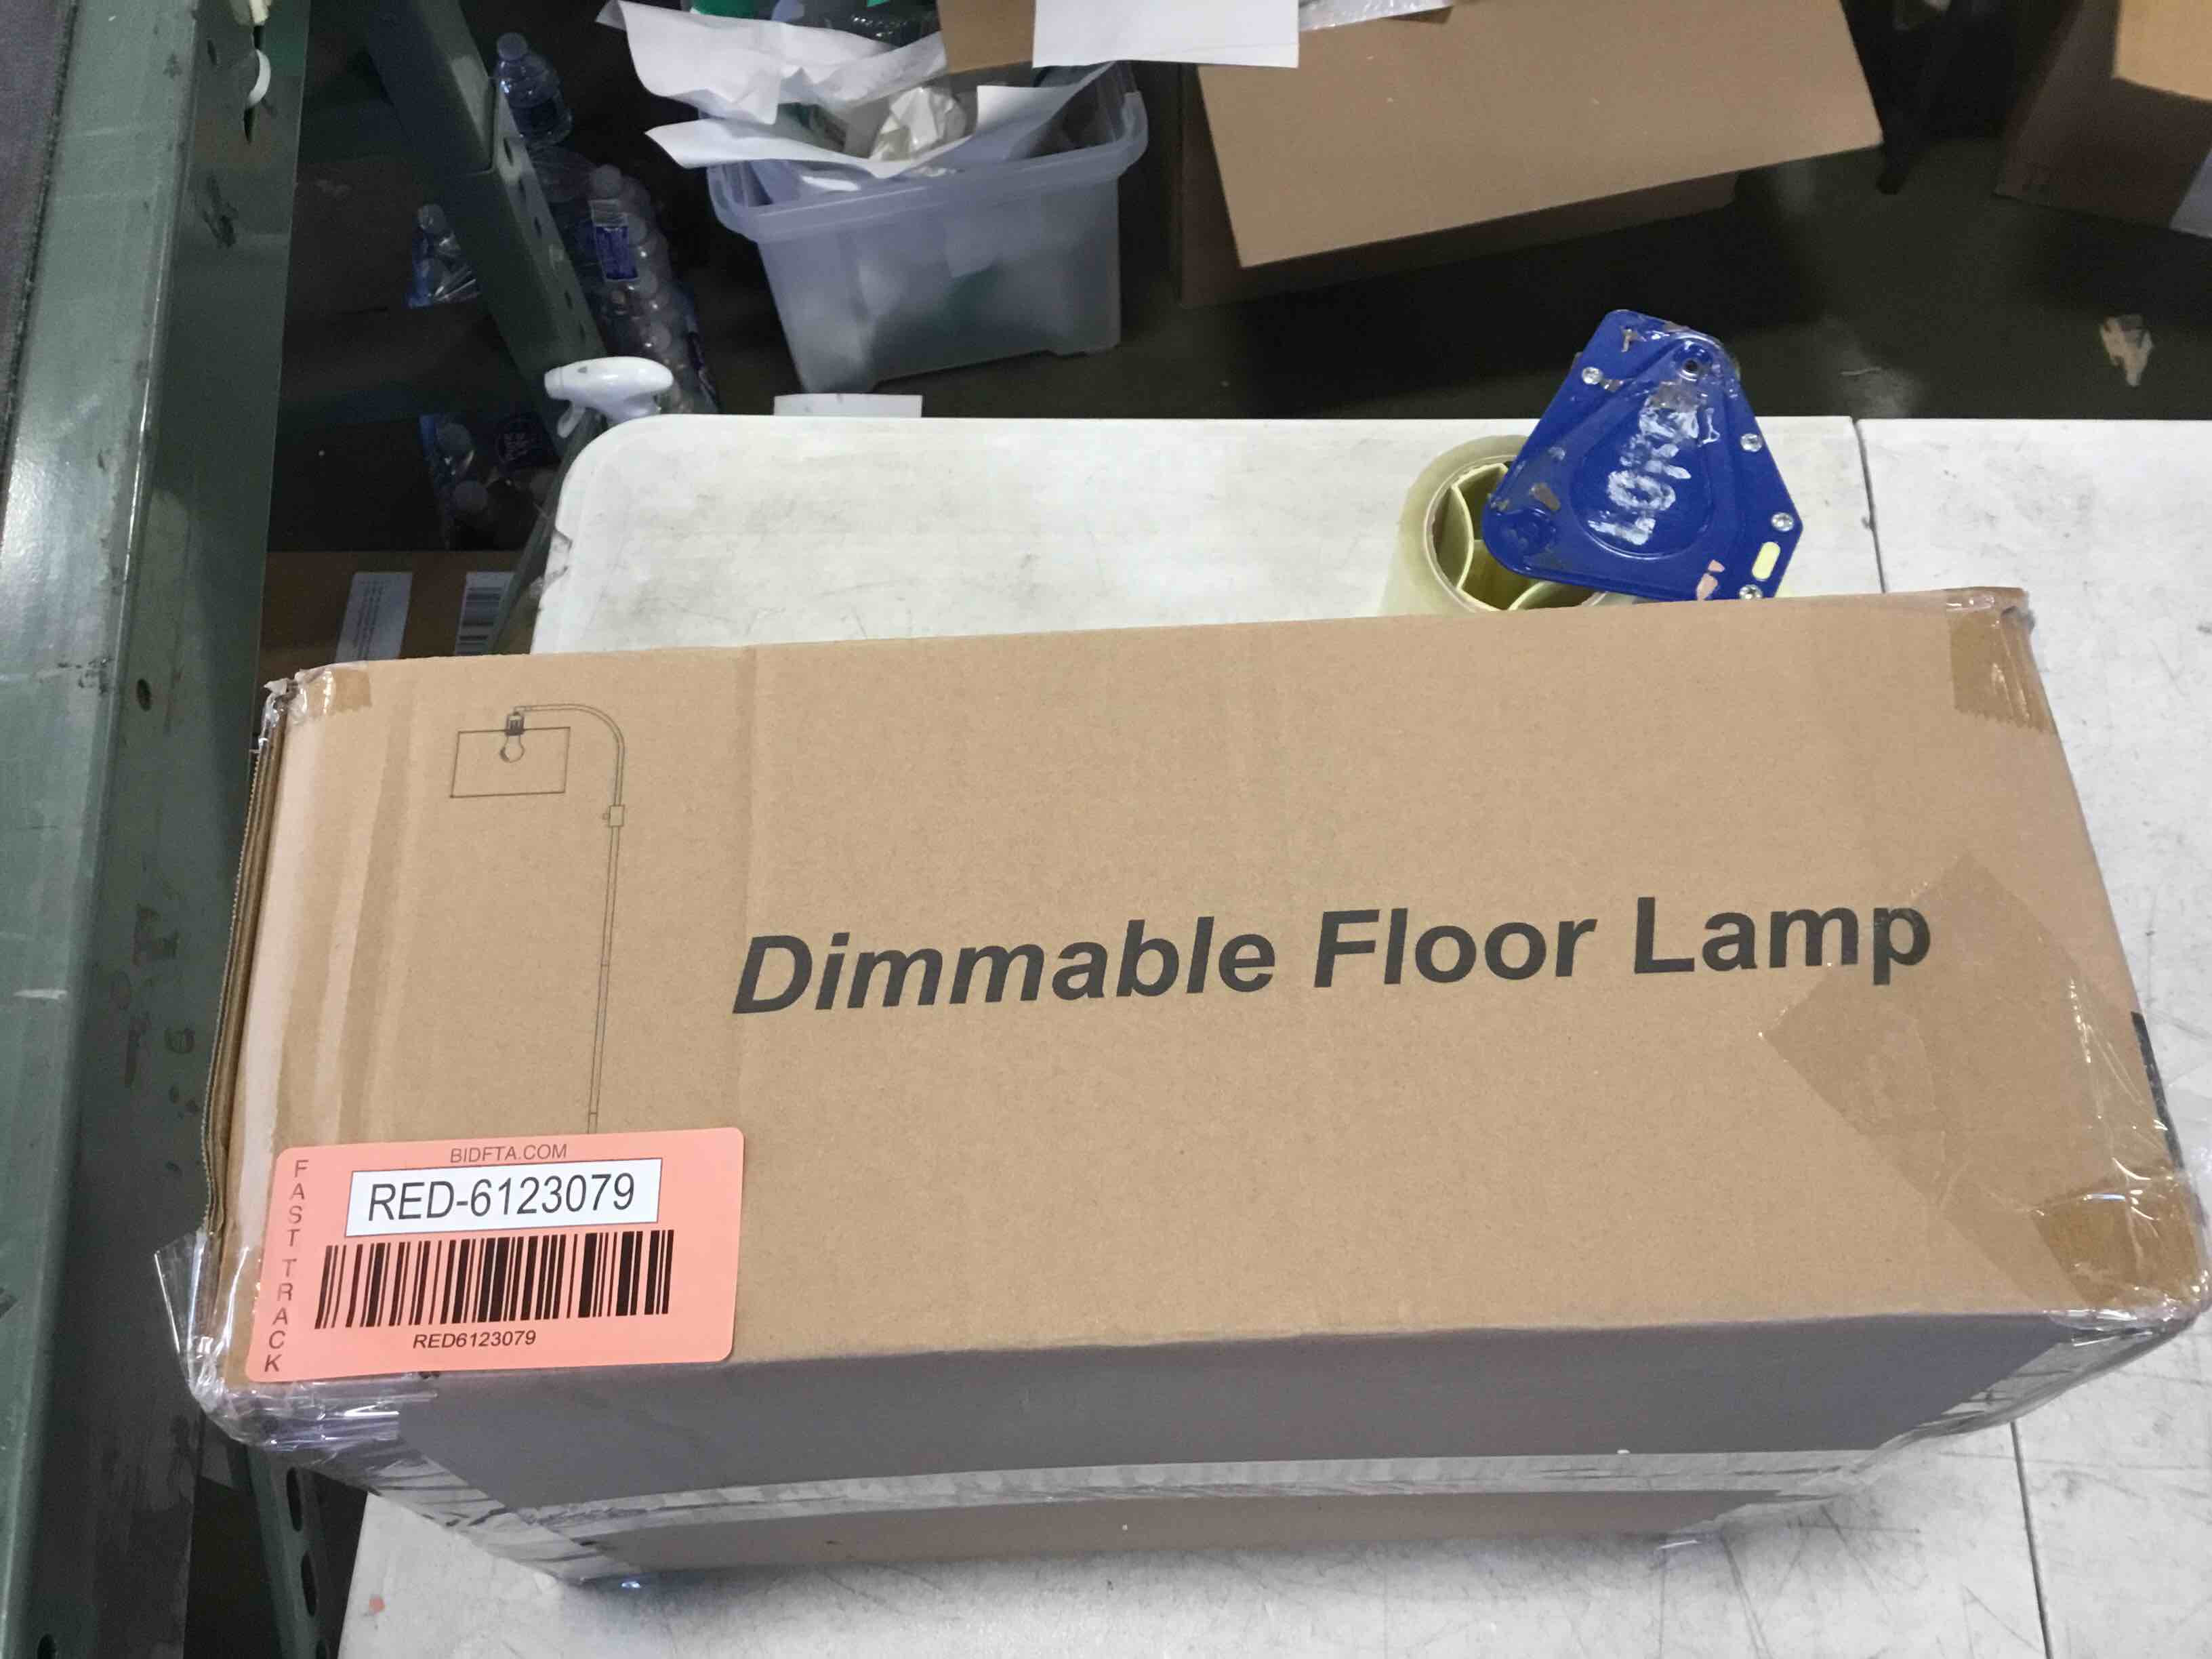 Dimmable Floor Lamp
BIDFTA.COM
FAST TRACK
RED-6123079
RED6123079